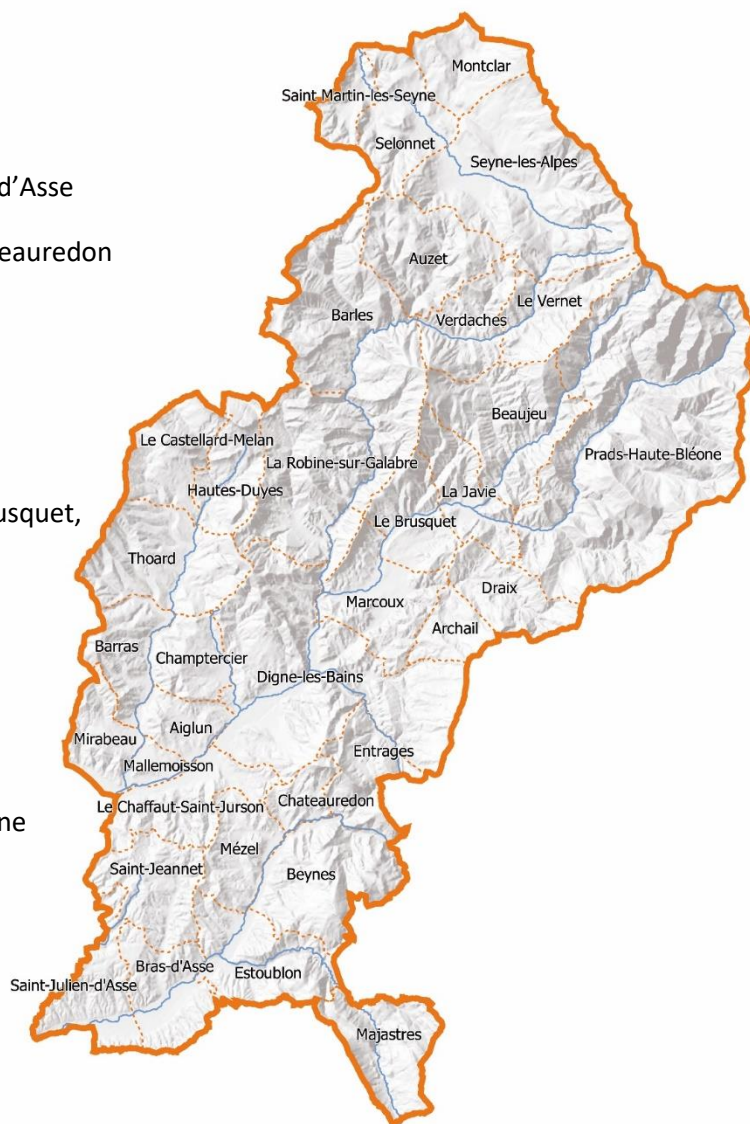 d’Asse
eauredon
usquet,
ne
Montclar
Saint Martin-les-Seyne
Selonnet
Seyne-les-Alpes
Auzet
Le Vernet
Barles
Verdaches
Beaujeu
Le Castellard-Melan
Prads-Haute-Bléone
La Robine-sur-Galabre
Hautes-Duyes
La Javie
Le Brusquet
Thoard
Draix
Marcoux
Archail
Barras
Champtercier
Digne-les-Bains
Aiglun
Mirabeau
Entrages
Mallemoisson
Le Chaffaut-Saint-Jurson
Chateauredon
Mézel
Saint-Jeannet
Beynes
Bras-d'Asse
Estoublon
Saint-Julien-d'Asse
Majastres